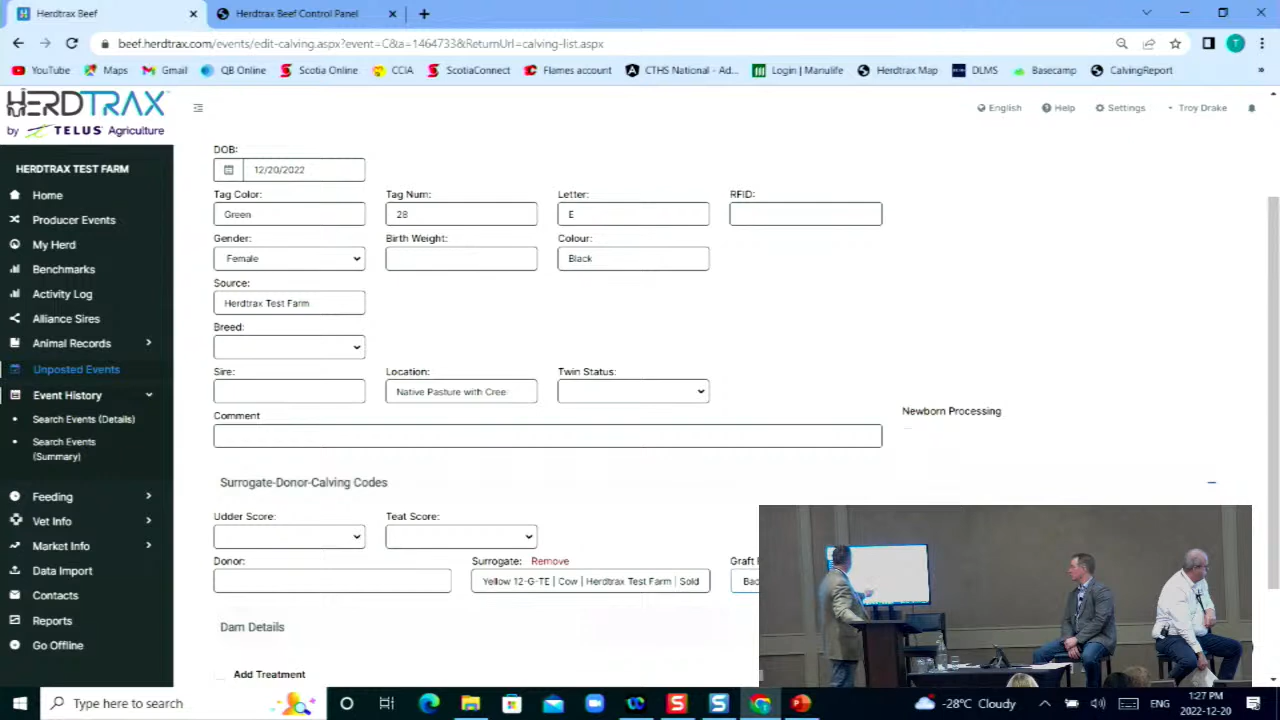 Herdtrax Beef
Herdtrax Beef Control Panel
beef.herdtrax.com/events/edit-calving.aspx?event=C&a=1464733&ReturnUrl=calving-list.aspx
T
YouTube
Maps
Gmail
QB Online
Scotia Online
CCIA
ScotiaConnect
Flames account
CTHS National - Ad...
Login | Manulife
Herdtrax Map
DLMS
Basecamp
CalvingReport
»
HERDTRAX
by TELUS Agriculture
English
Help
Settings
Troy Drake
HERDTRAX TEST FARM
Home
Producer Events
My Herd
Benchmarks
Activity Log
Alliance Sires
Animal Records
Unposted Events
Event History
Search Events (Details)
Search Events
(Summary)
Feeding
Vet Info
Market Info
Data Import
Contacts
Reports
Go Offline
DOB:
12/20/2022
Tag Color:
Tag Num:
Letter:
RFID:
Green
28
E
Gender:
Birth Weight:
Colour:
Female
Black
Source:
Herdtrax Test Farm
Breed:
Sire:
Location:
Twin Status:
Native Pasture with Cree
Comment
Newborn Processing
Surrogate-Donor-Calving Codes
Udder Score:
Teat Score:
Donor:
Surrogate: Remove
Graft
Yellow 12-G-TE | Cow | Herdtrax Test Farm | Sold
Bad
Dam Details
Add Treatment
Type here to search
-28°C Cloudy
ENG
1:27 PM
2022-12-20